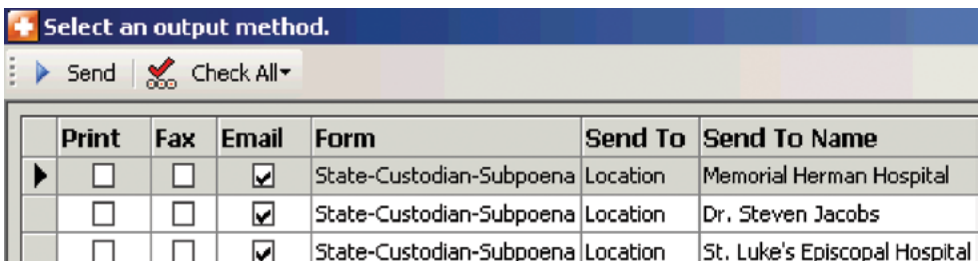 Select an output method.
Send Check All
Print Fax Email Form Send To Send To Name
State-Custodian-Subpoena Location Memorial Herman Hospital
State-Custodian-Subpoena Location Dr. Steven Jacobs
State-Custodian-Subpoena Location St. Luke's Episcopal Hospital